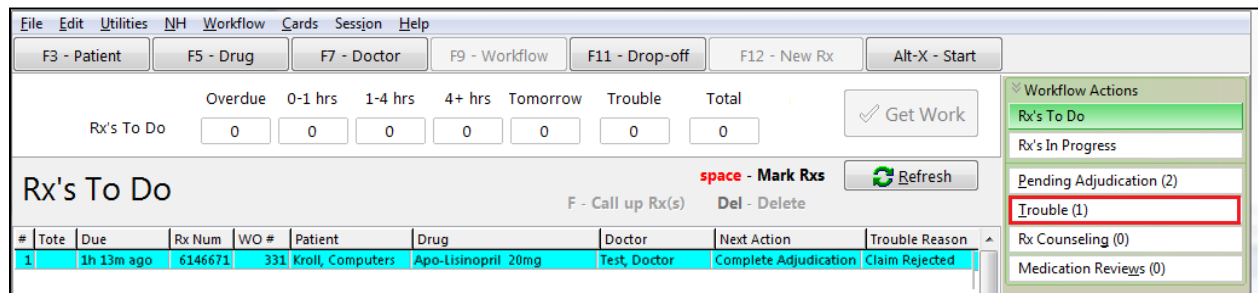 File Edit Utilities NH Workflow Cards Session Help
F3 - Patient F5 - Drug F7 - Doctor F9 - Workflow F11 - Drop-off F12 - New Rx Alt-X - Start
Overdue 0-1 hrs 1-4 hrs 4+ hrs Tomorrow Trouble Total
Rx's To Do 0 0 0 0 0 0 0
Get Work
Rx's To Do
space - Mark Rxs
F - Call up Rx(s) Del - Delete
Refresh
# Tote Due Rx Num WO # Patient Drug Doctor Next Action Trouble Reason
1 1h 13m ago 6146671 331 Kroll, Computers Apo-Lisinopril 20mg Test, Doctor Complete Adjudication Claim Rejected
Workflow Actions
Rx's To Do
Rx's In Progress
Pending Adjudication (2)
Trouble (1)
Rx Counseling (0)
Medication Reviews (0)